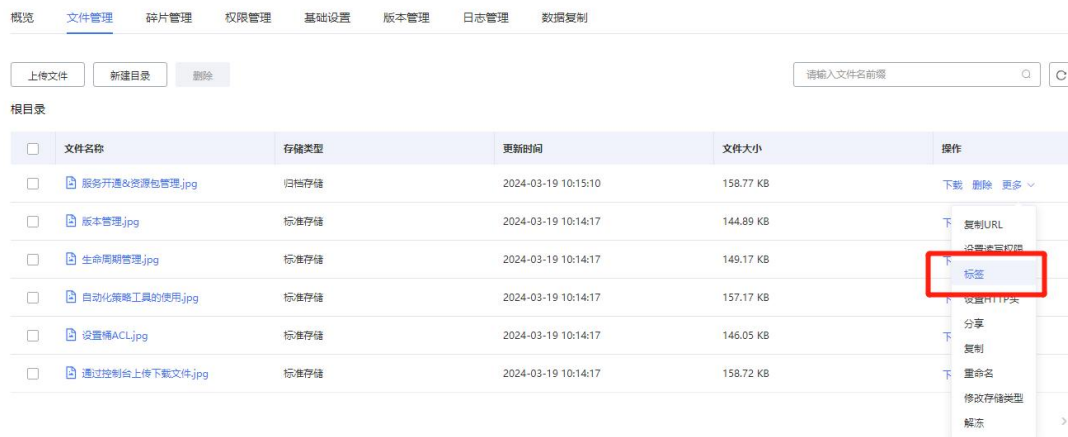 概览 文件管理 碎片管理 权限管理 基础设置 版本管理 日志管理 数据复制
上传文件 新建目录 删除 请输入文件名前缀
根目录
文件名称 存储类型 更新时间 文件大小 操作
服务开通&资源包管理.jpg 归档存储 2024-03-19 10:15:10 158.77 KB 下载 删除 更多
版本管理.jpg 标准存储 2024-03-19 10:14:17 144.89 KB 下
生命周期管理.jpg 标准存储 2024-03-19 10:14:17 149.17 KB 下
自动化策略工具的使用.jpg 标准存储 2024-03-19 10:14:17 157.17 KB 下
设置桶ACL.jpg 标准存储 2024-03-19 10:14:17 146.05 KB 下
通过控制台上传下载文件.jpg 标准存储 2024-03-19 10:14:17 158.72 KB 下
复制URL
设置读写权限
标签
设置HTTP头
分享
复制
重命名
修改存储类型
解冻